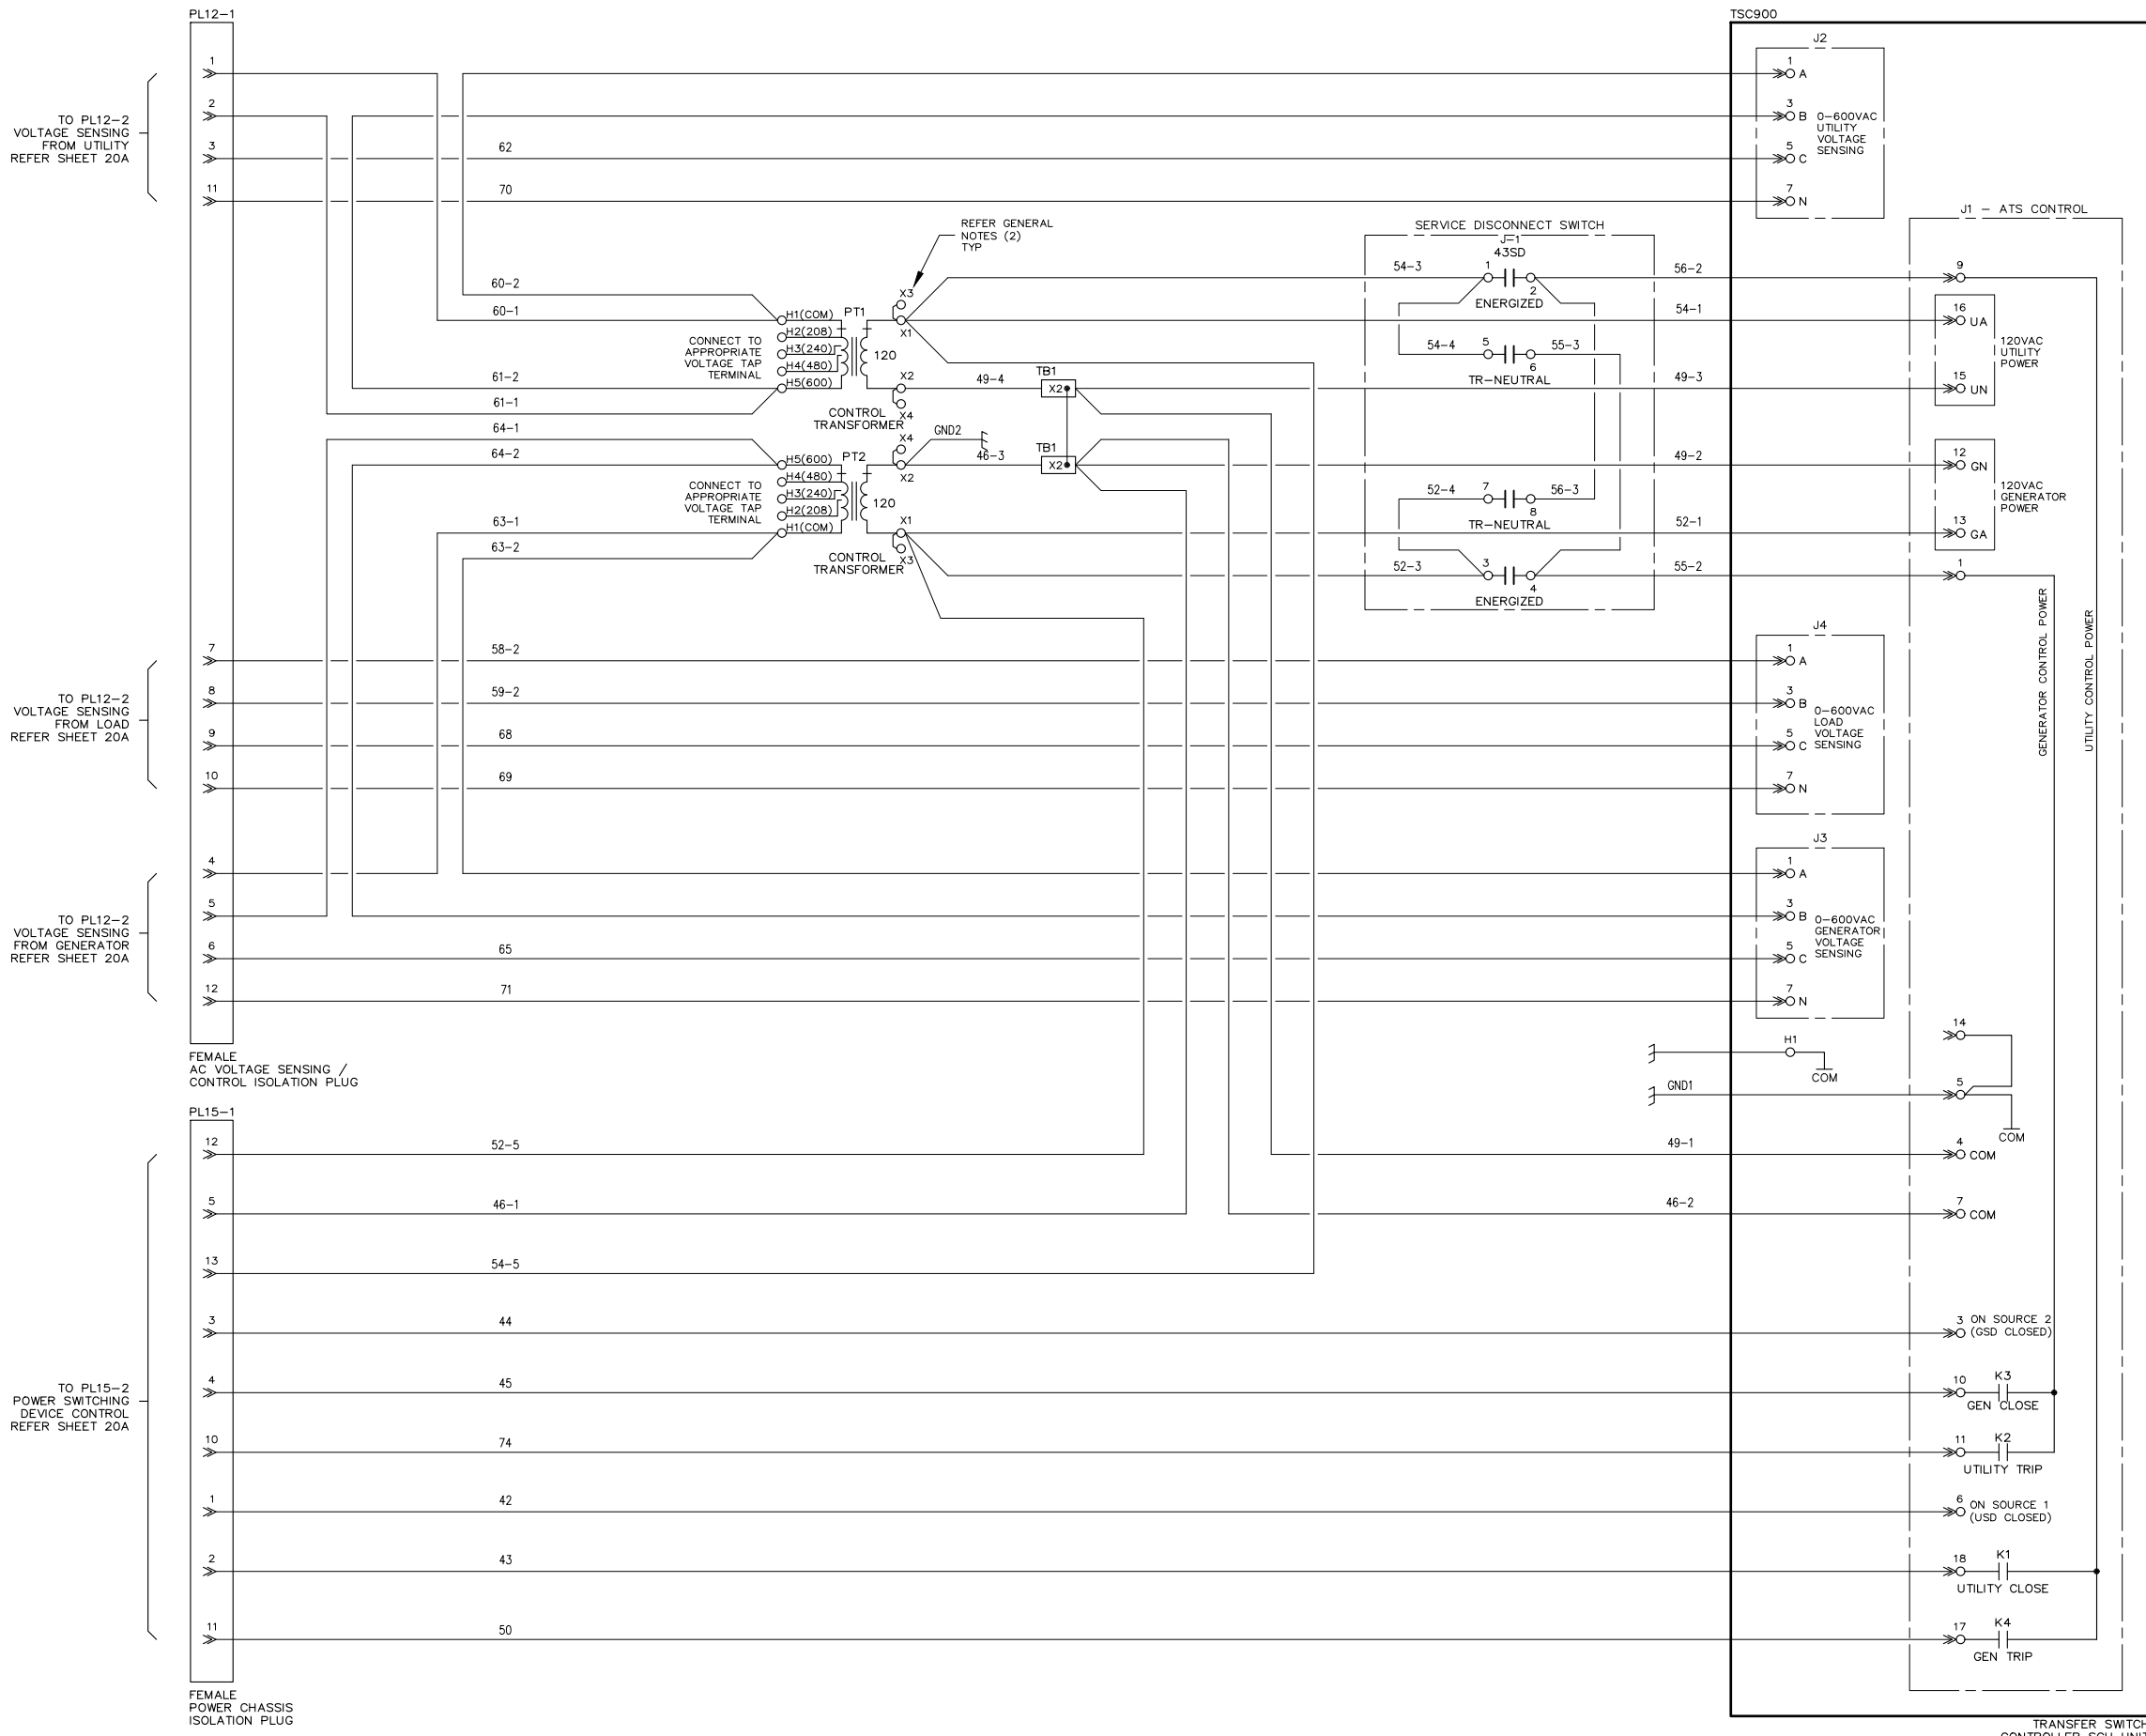 PL12-1
TSC900
J2
1
1
A
2
3
B
0-600VAC
UTILITY
VOLTAGE
SENSING
TO PL12-2
VOLTAGE SENSING
FROM UTILITY
REFER SHEET 20A
3
62
5
C
11
70
7
N
J1 - ATS CONTROL
REFER GENERAL
NOTES (2)
TYP
SERVICE DISCONNECT SWITCH
J-1
43SD
54-3
1
2
ENERGIZED
56-2
9
60-2
60-1
X3
X1
H1(COM)
PT1
H2(208)
H3(240)
H4(480)
H5(600)
120
CONNECT TO
APPROPRIATE
VOLTAGE TAP
TERMINAL
54-1
16
UA
120VAC
UTILITY
POWER
54-4
5
6
55-3
TR-NEUTRAL
61-2
61-1
X2
X4
49-4
TB1
X2
49-3
15
UN
CONTROL
TRANSFORMER
64-1
64-2
X4
X2
GND2
46-3
TB1
X2
49-2
12
GN
H5(600)
PT2
H4(480)
H3(240)
H2(208)
H1(COM)
120
CONNECT TO
APPROPRIATE
VOLTAGE TAP
TERMINAL
120VAC
GENERATOR
POWER
52-4
7
8
56-3
TR-NEUTRAL
63-1
63-2
X1
X3
52-1
13
GA
CONTROL
TRANSFORMER
52-3
3
4
ENERGIZED
55-2
1
GENERATOR CONTROL POWER
UTILITY CONTROL POWER
J4
7
58-2
1
A
8
59-2
3
B
0-600VAC
LOAD
VOLTAGE
SENSING
TO PL12-2
VOLTAGE SENSING
FROM LOAD
REFER SHEET 20A
9
68
5
C
10
69
7
N
J3
4
1
A
5
3
B
0-600VAC
GENERATOR
VOLTAGE
SENSING
TO PL12-2
VOLTAGE SENSING
FROM GENERATOR
REFER SHEET 20A
6
65
5
C
12
71
7
N
14
H1
COM
FEMALE
AC VOLTAGE SENSING /
CONTROL ISOLATION PLUG
GND1
5
COM
PL15-1
12
52-5
49-1
4
COM
5
46-1
46-2
7
COM
13
54-5
3
44
3
ON SOURCE 2
(GSD CLOSED)
TO PL15-2
POWER SWITCHING
DEVICE CONTROL
REFER SHEET 20A
4
45
10
K3
GEN CLOSE
10
74
11
K2
UTILITY TRIP
1
42
6
ON SOURCE 1
(USD CLOSED)
2
43
18
K1
UTILITY CLOSE
11
50
17
K4
GEN TRIP
FEMALE
POWER CHASSIS
ISOLATION PLUG
TRANSFER SWITCH